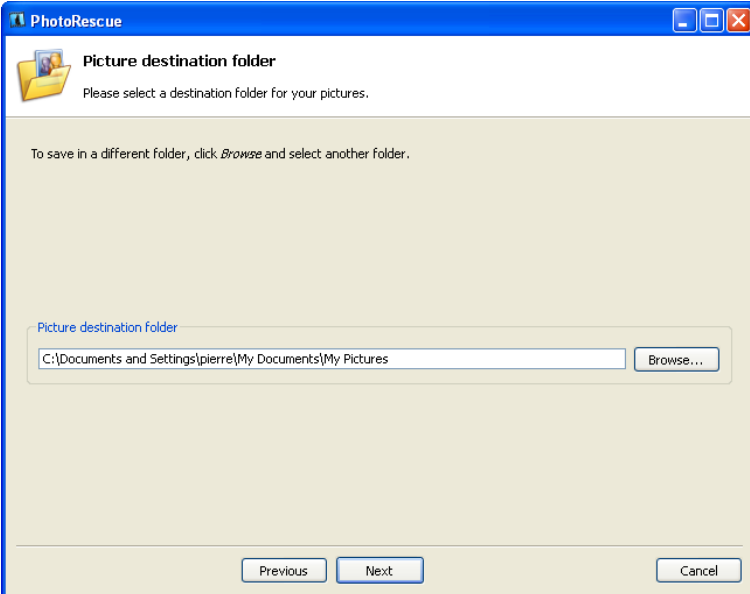 PhotoRescue
Picture destination folder
Please select a destination folder for your pictures.
To save in a different folder, click Browse and select another folder.
Picture destination folder
C:\Documents and Settings\pierre\My Documents\My Pictures
Browse...
Previous
Next
Cancel